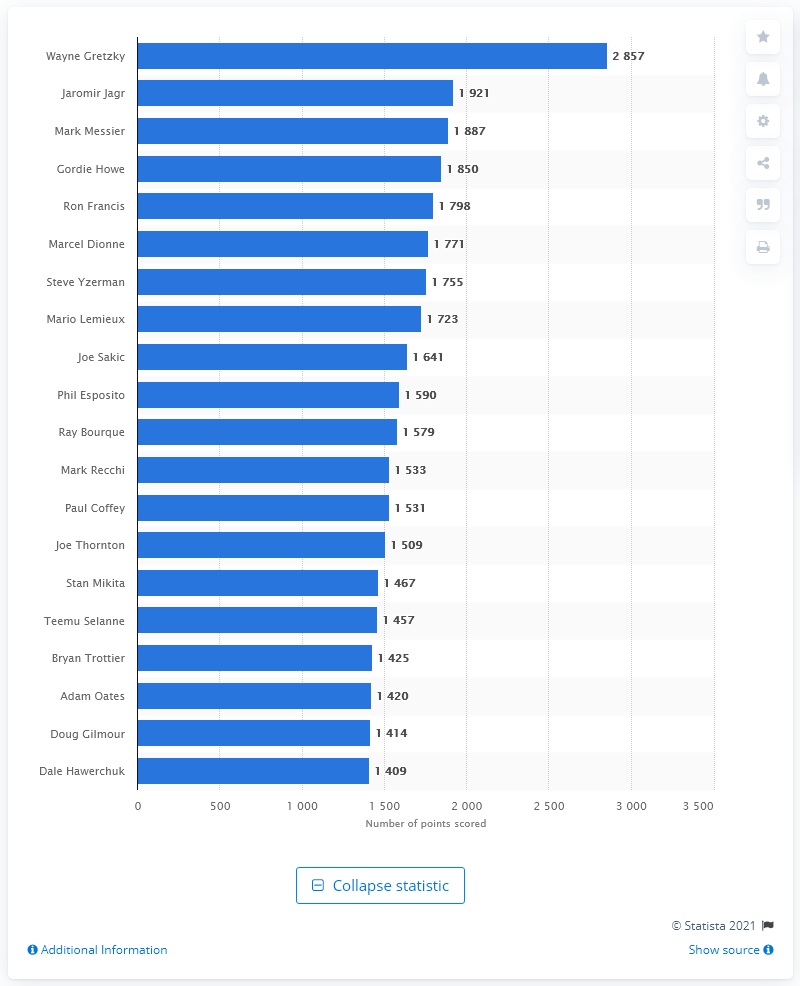 Wayne Gretzky 2 857
Jaromir Jagr 1 921
Mark Messier 1 887
Gordie Howe 1 850
Ron Francis 1 798
Marcel Dionne 1 771
Steve Yzerman 1 755
Mario Lemieux 1 723
Joe Sakic 1 641
Phil Esposito 1 590
Ray Bourque 1 579
Mark Recchi 1 533
Paul Coffey 1 531
Joe Thornton 1 509
Stan Mikita 1 467
Teemu Selanne 1 457
Bryan Trottier 1 425
Adam Oates 1 420
Doug Gilmour 1 414
Dale Hawerchuk 1 409
0 500 1 000 1 500 2 000 2 500 3 000 3 500
Number of points scored
Collapse statistic
© Statista 2021
Additional Information Show source